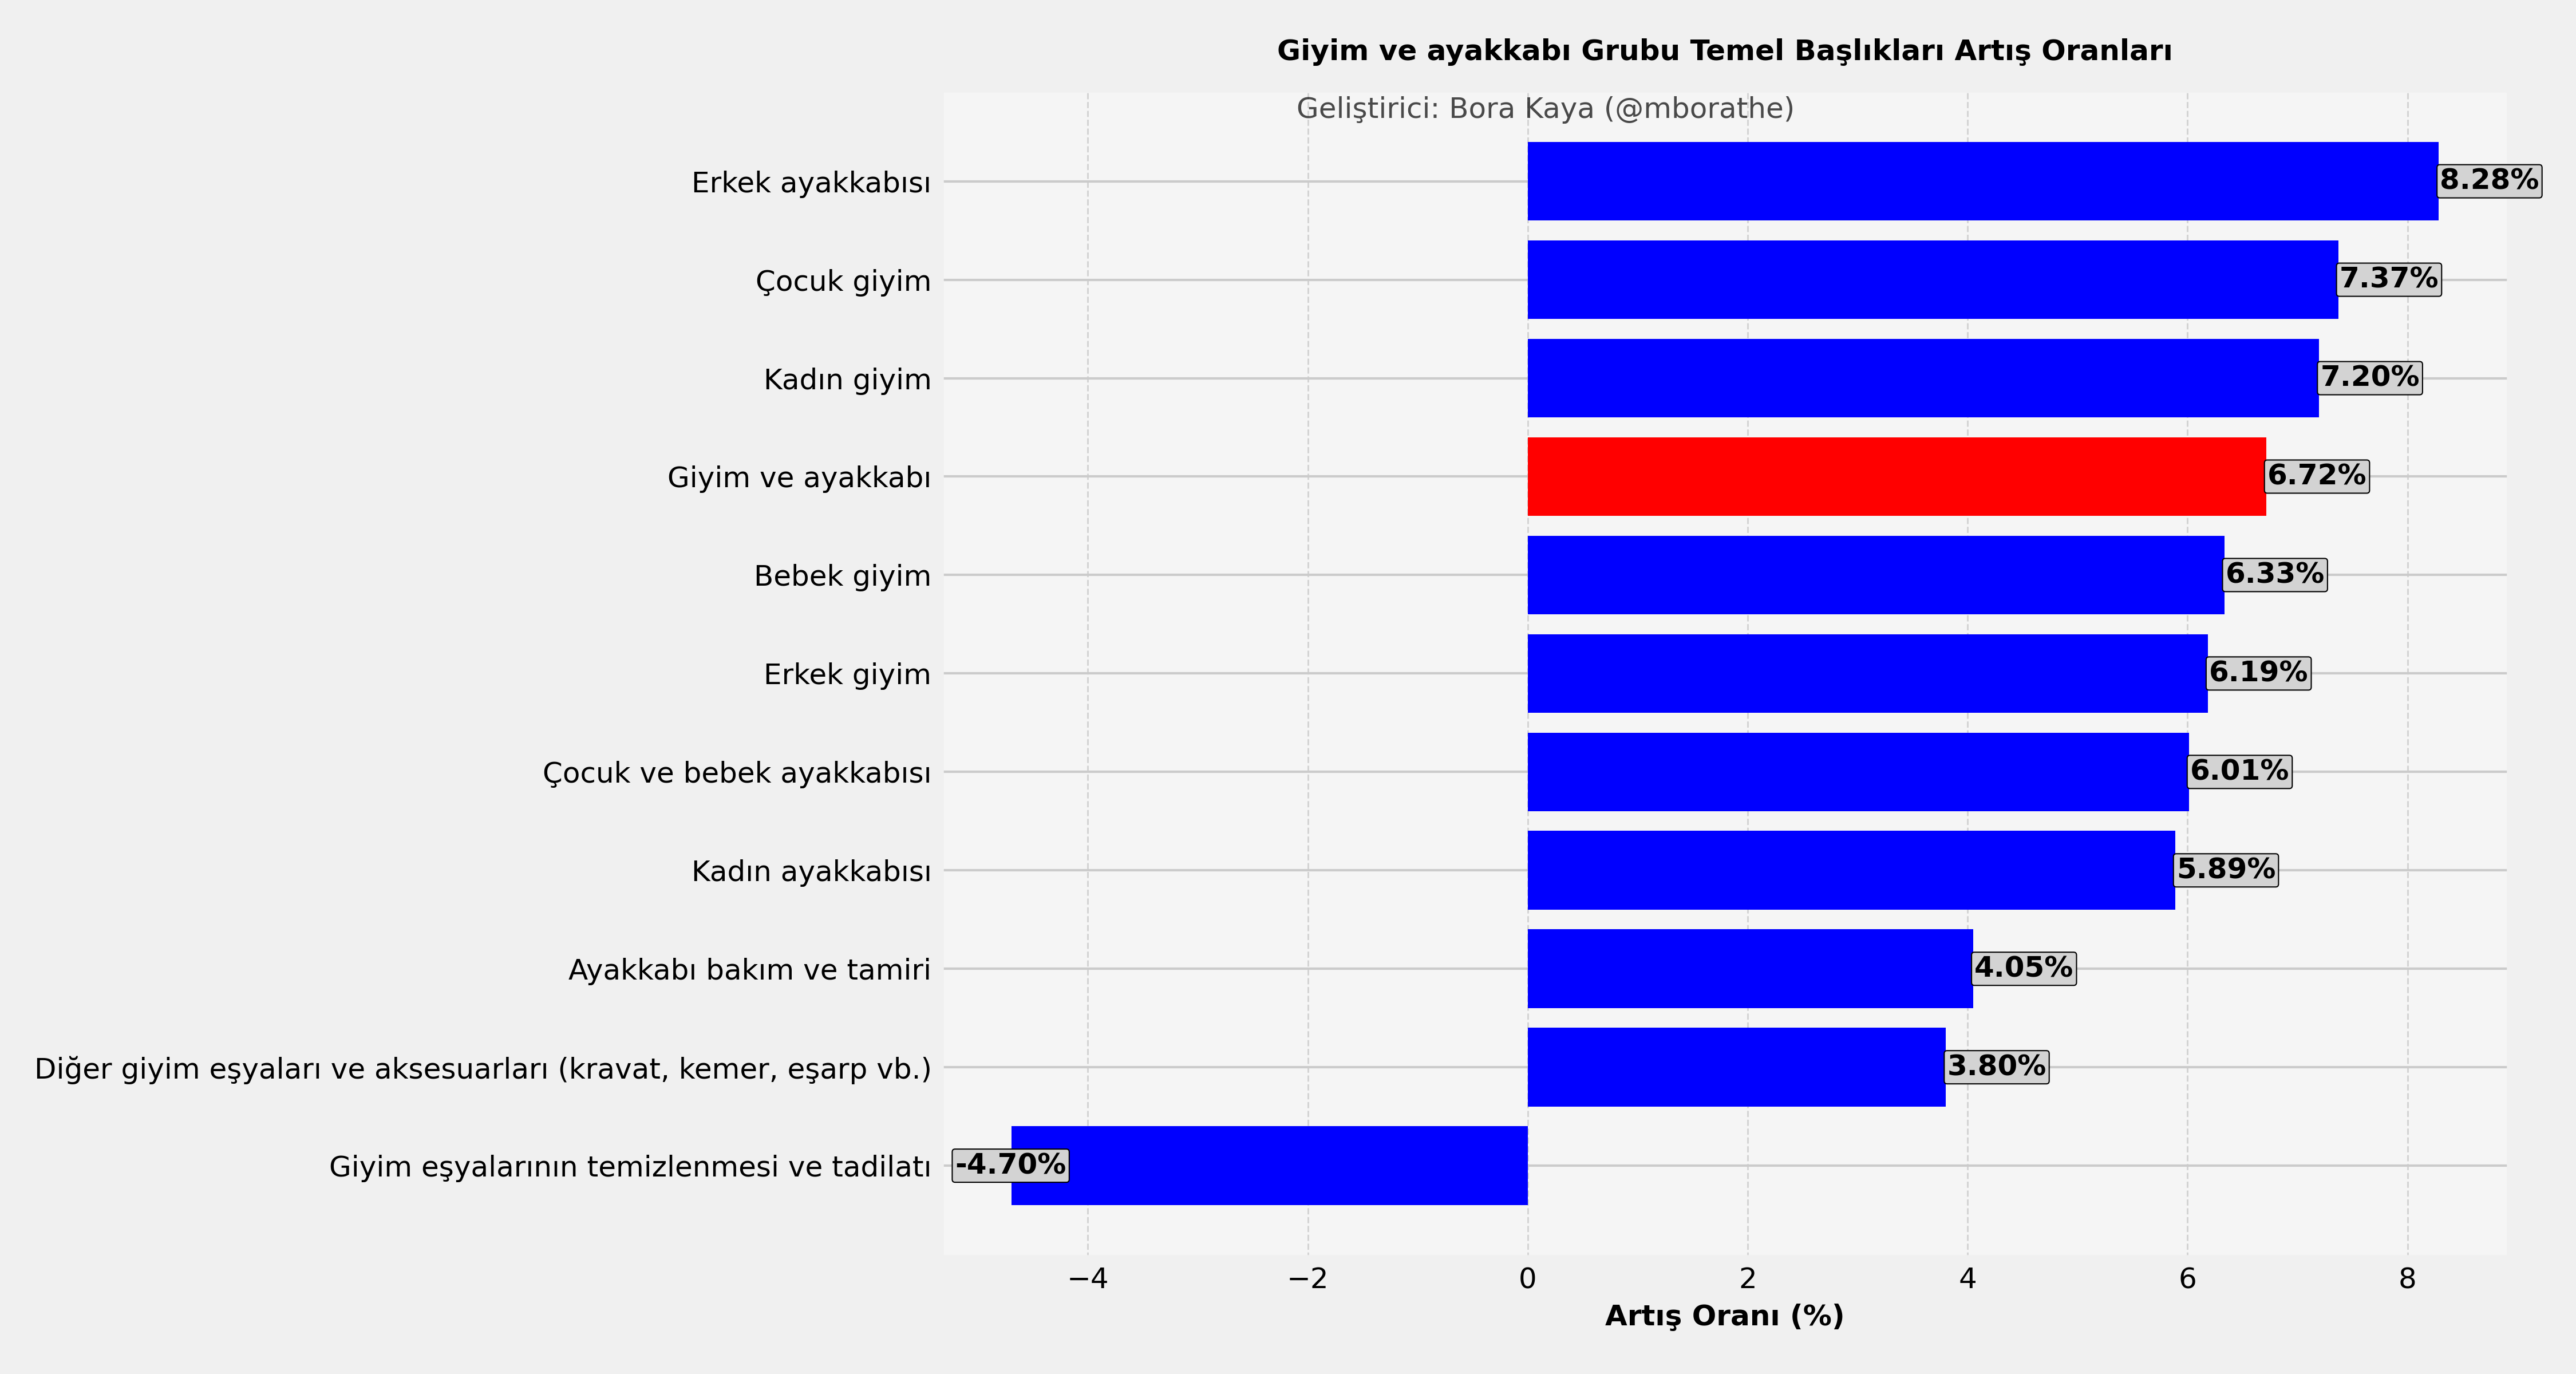 Giyim ve ayakkabı Grubu Temel Başlıkları Artış Oranları
Geliştirici: Bora Kaya (@mborathe)
Erkek ayakkabısı 8.28%
Çocuk giyim 7.37%
Kadın giyim 7.20%
Giyim ve ayakkabı 6.72%
Bebek giyim 6.33%
Erkek giyim 6.19%
Çocuk ve bebek ayakkabısı 6.01%
Kadın ayakkabısı 5.89%
Ayakkabı bakım ve tamiri 4.05%
Diğer giyim eşyaları ve aksesuarları (kravat, kemer, eşarp vb.) 3.80%
Giyim eşyalarının temizlenmesi ve tadilatı -4.70%
−4 −2 0 2 4 6 8
Artış Oranı (%)